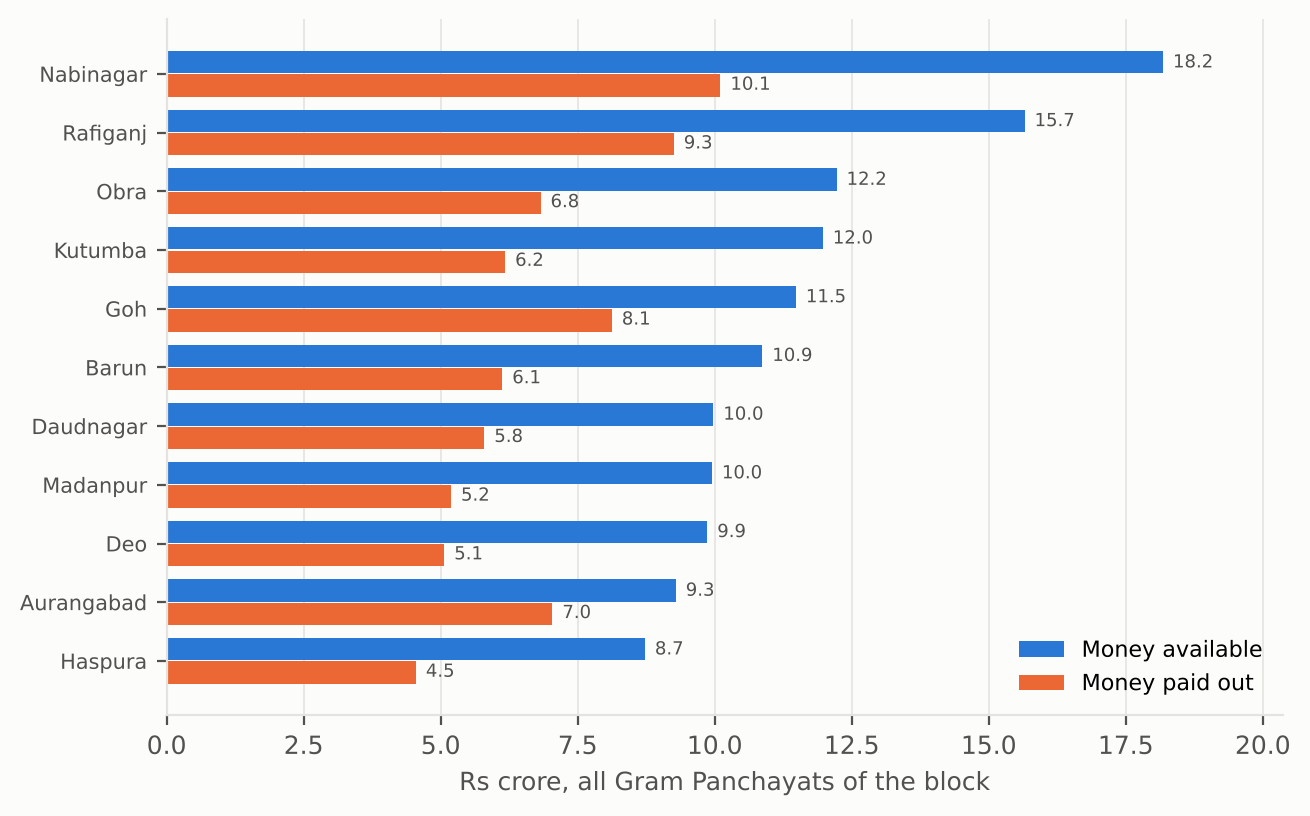 Nabinagar 18.2
10.1
Rafiganj 15.7
9.3
Obra 12.2
6.8
Kutumba 12.0
6.2
Goh 11.5
8.1
Barun 10.9
6.1
Daudnagar 10.0
5.8
Madanpur 10.0
5.2
Deo 9.9
5.1
Aurangabad 9.3
7.0
Haspura 8.7
4.5
Money available
Money paid out
0.0 2.5 5.0 7.5 10.0 12.5 15.0 17.5 20.0
Rs crore, all Gram Panchayats of the block